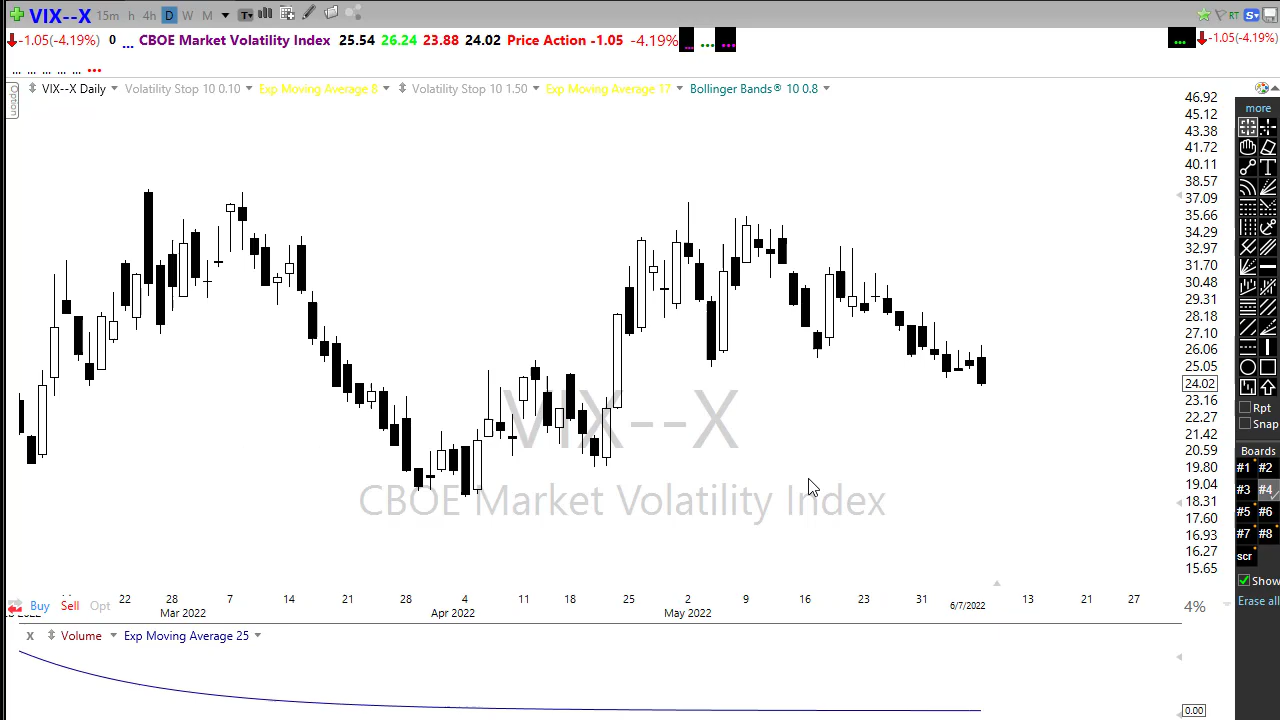 VIX--X 15m h 4h D W M T RT S
-1.05(-4.19%) 0 ... CBOE Market Volatility Index 25.54 26.24 23.88 24.02 Price Action -1.05 -4.19% ... ... ... ... -1.05(-4.19%)
... ... ... ... ... ...
Option
VIX--X Daily Volatility Stop 10 0.10 Exp Moving Average 8 Volatility Stop 10 1.50 Exp Moving Average 17 Bollinger Bands® 10 0.8
46.92
45.12
43.38
41.72
40.11
38.57
37.09
35.66
34.29
32.97
31.70
30.48
29.31
28.18
27.10
26.06
25.05
24.02
23.16
22.27
21.42
20.59
19.80
19.04
18.31
17.60
16.93
16.27
15.65
more
T
Rpt
Snap
Boards
#1 #2
#3 #4
#5 #6
#7 #8
scr
Show
Erase all
VIX--X
CBOE Market Volatility Index
22 28 7 14 21 28 4 11 18 25 2 9 16 23 31 6/7/2022 13 21 27
Mar 2022 Apr 2022 May 2022
Buy Sell Opt
4%
X Volume Exp Moving Average 25
0.00